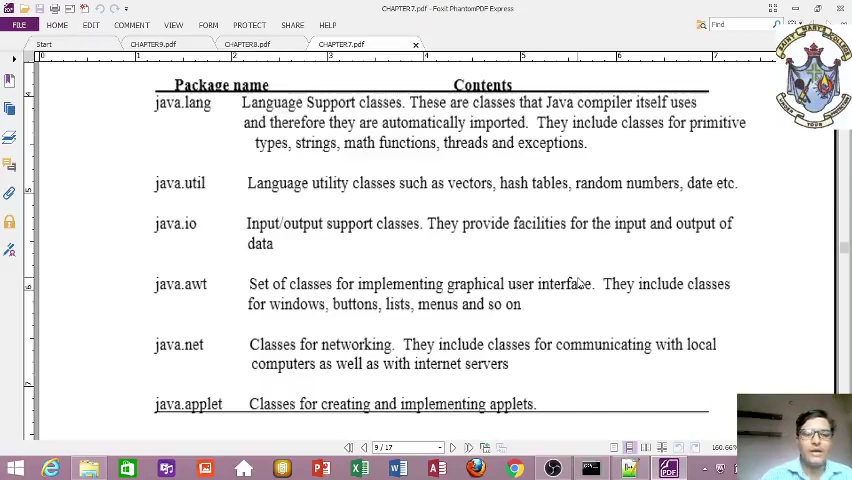 CHAPTER7.pdf - Foxit PhantomPDF Express
FILE HOME EDIT COMMENT VIEW FORM PROTECT SHARE HELP
Find
Start CHAPTER9.pdf CHAPTER8.pdf CHAPTER7.pdf
Package name Contents
java.lang Language Support classes. These are classes that Java compiler itself uses
and therefore they are automatically imported. They include classes for primitive
types, strings, math functions, threads and exceptions.
java.util Language utility classes such as vectors, hash tables, random numbers, date etc.
java.io Input/output support classes. They provide facilities for the input and output of
data
java.awt Set of classes for implementing graphical user interface. They include classes
for windows, buttons, lists, menus and so on
java.net Classes for networking. They include classes for communicating with local
computers as well as with internet servers
java.applet Classes for creating and implementing applets.
9 / 17
160.66%